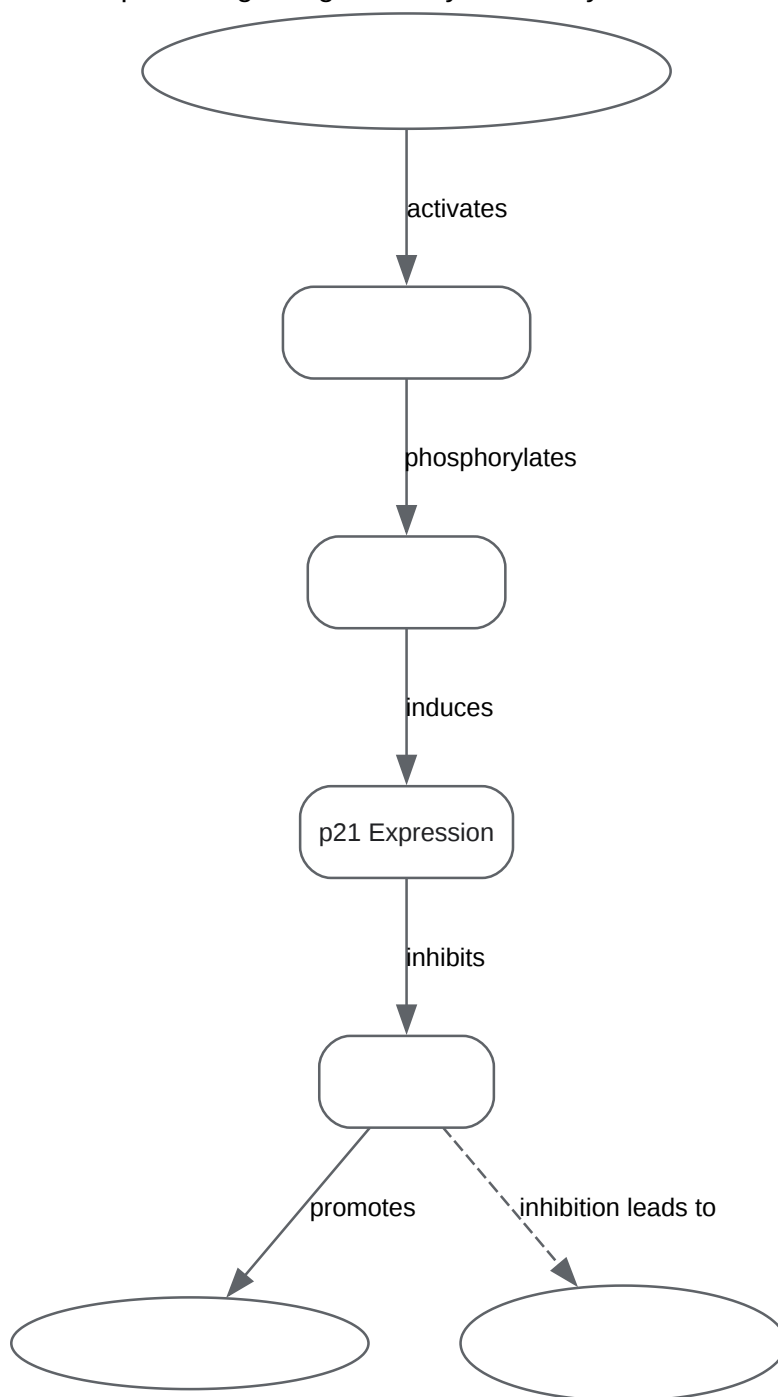 activates
phosphorylates
induces
p21 Expression
inhibits
promotes
inhibition leads to